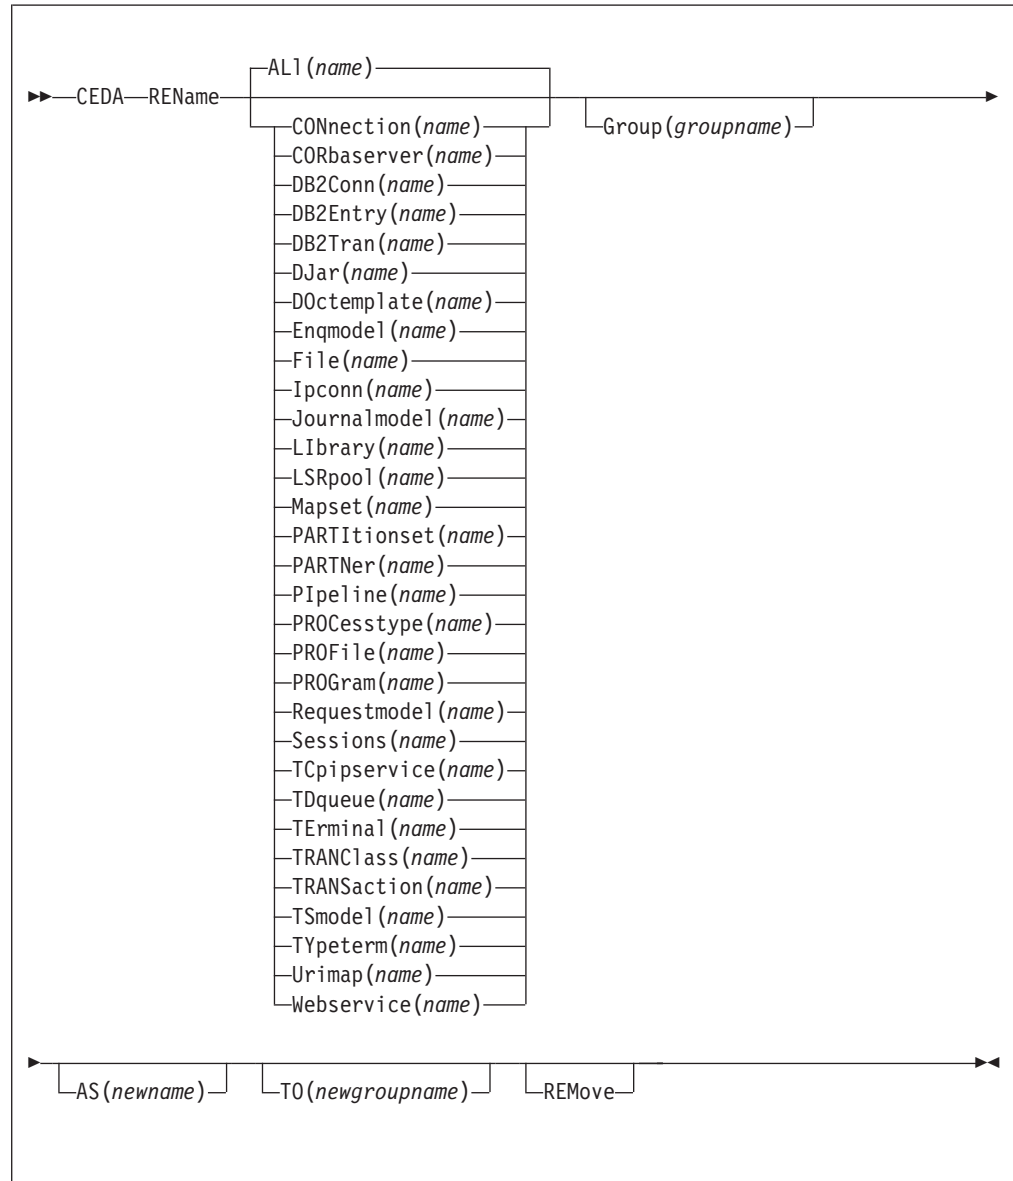 ALl(name)
CEDA REName
CONnection(name) Group(groupname)
CORbaserver(name)
DB2Conn(name)
DB2Entry(name)
DB2Tran(name)
DJar(name)
DOctemplate(name)
Enqmodel(name)
File(name)
Ipconn(name)
Journalmodel(name)
LIbrary(name)
LSRpool(name)
Mapset(name)
PARTItionset(name)
PARTNer(name)
PIpeline(name)
PROCesstype(name)
PROFile(name)
PROGram(name)
Requestmodel(name)
Sessions(name)
TCpipservice(name)
TDqueue(name)
TErminal(name)
TRANClass(name)
TRANSaction(name)
TSmodel(name)
TYpeterm(name)
Urimap(name)
Webservice(name)
AS(newname) TO(newgroupname) REMove